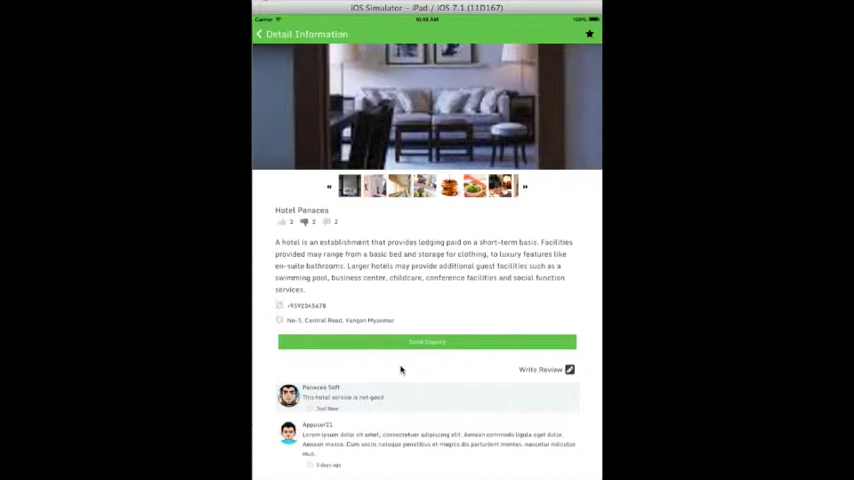 iOS Simulator – iPad / iOS 7.1 (11D167)
Carrier 10:48 AM 100%
Detail Information
Hotel Panacea
2 2 2
A hotel is an establishment that provides lodging paid on a short-term basis. Facilities
provided may range from a basic bed and storage for clothing, to luxury features like
en-suite bathrooms. Larger hotels may provide additional guest facilities such as a
swimming pool, business center, childcare, conference facilities and social function
services.
+9592345678
No-5, Central Road, Yangon Myanmar
Send Inquiry
Write Review
Panacea Soft
This hotel service is not good
Just Now
Appuser21
Lorem ipsum dolor sit amet, consectetuer adipiscing elit. Aenean commodo ligula eget dolor.
Aenean massa. Cum sociis natoque penatibus et magnis dis parturient montes, nascetur ridiculus
mus.
3 days ago